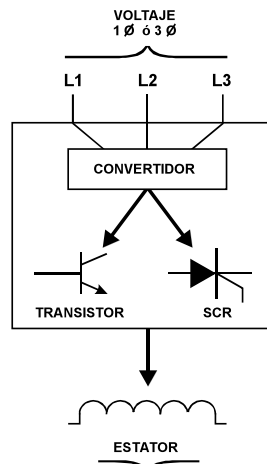 VOLTAJE
1 Ø ó 3 Ø
L1 L2 L3
CONVERTIDOR
TRANSISTOR SCR
ESTATOR